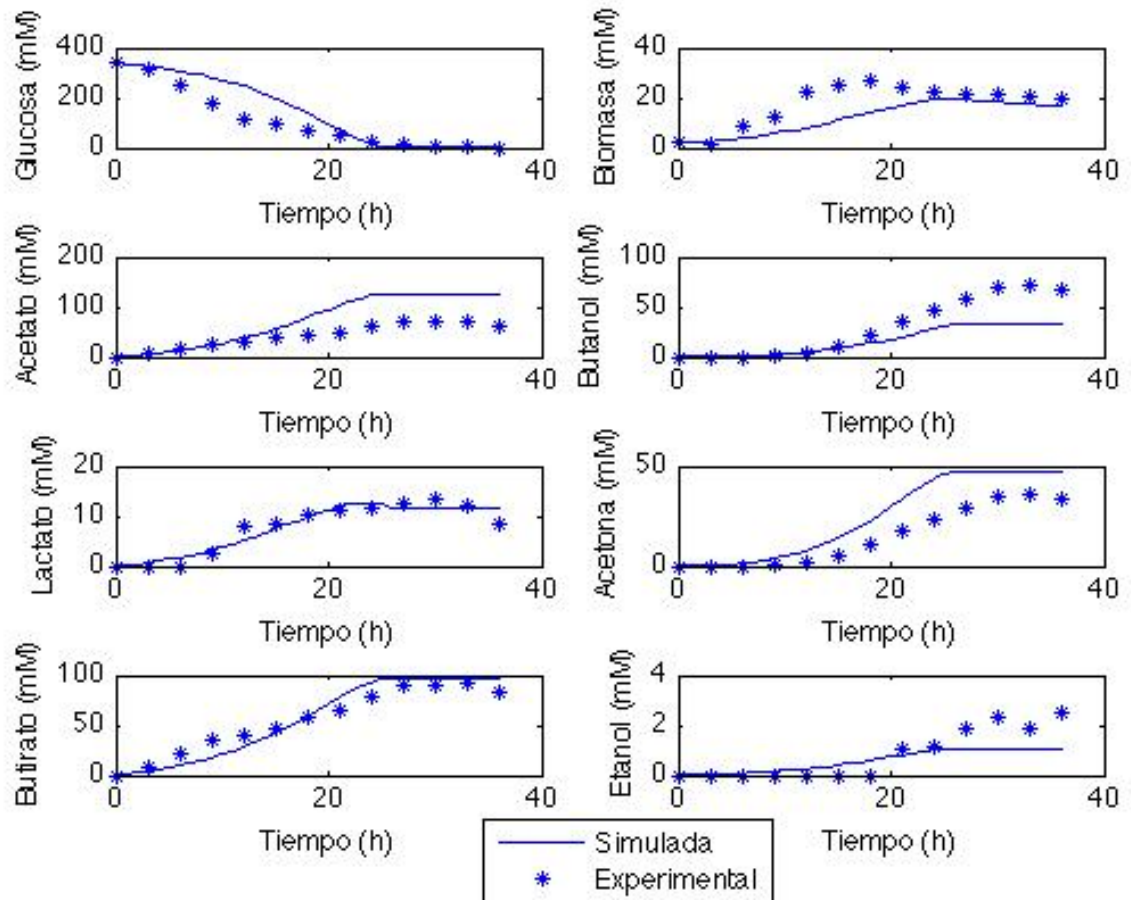 Glucosa (mM)
400
200
0
0
20
40
Tiempo (h)
Biomasa (mM)
40
20
0
0
20
40
Tiempo (h)
Acetato (mM)
200
100
0
0
20
40
Tiempo (h)
Butanol (mM)
100
50
0
0
20
40
Tiempo (h)
Lactato (mM)
20
10
0
0
20
40
Tiempo (h)
Acetona (mM)
50
0
0
20
40
Tiempo (h)
Butirato (mM)
100
50
0
0
20
40
Tiempo (h)
Etanol (mM)
4
2
0
0
20
40
Tiempo (h)
Simulada
Experimental